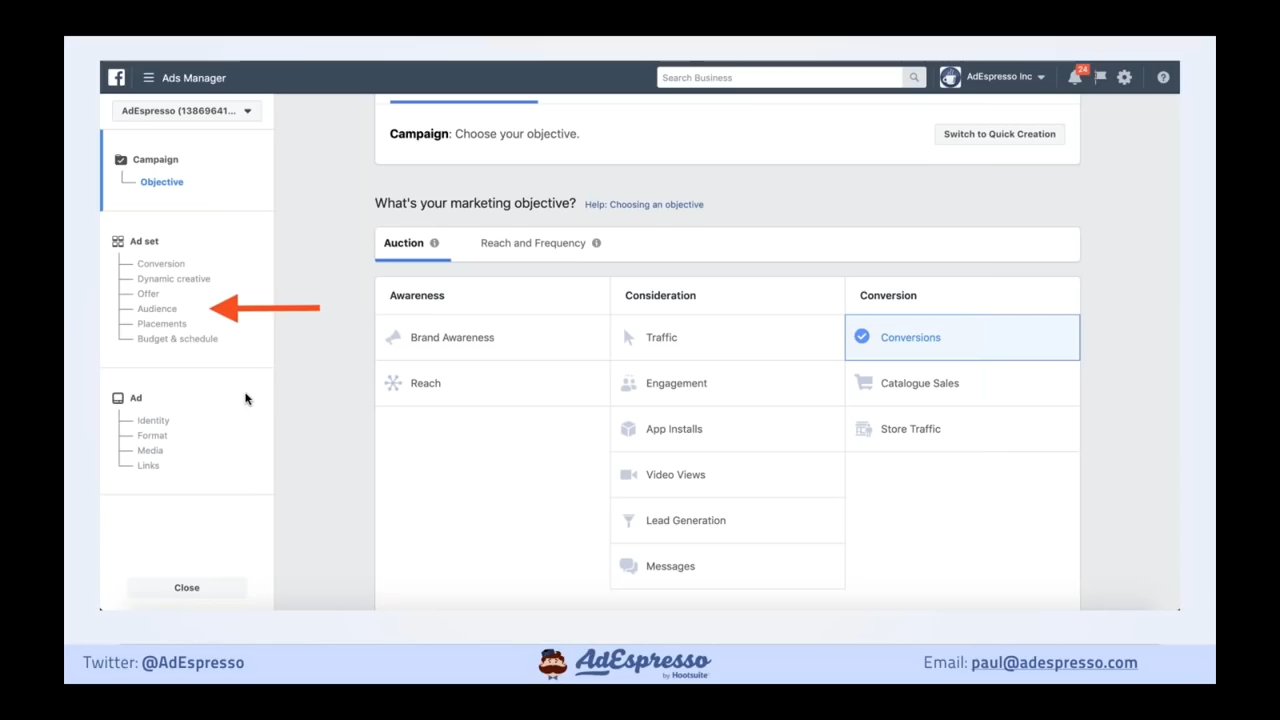 Ads Manager
Search Business
AdEspresso Inc
24
AdEspresso (13869641...
Campaign
Objective
Ad set
Conversion
Dynamic creative
Offer
Audience
Placements
Budget & schedule
Ad
Identity
Format
Media
Links
Close
Campaign: Choose your objective.
Switch to Quick Creation
What's your marketing objective? Help: Choosing an objective
Auction
Reach and Frequency
Awareness
Consideration
Conversion
Brand Awareness
Traffic
Conversions
Reach
Engagement
Catalogue Sales
App Installs
Store Traffic
Video Views
Lead Generation
Messages
Twitter: @AdEspresso
AdEspresso
by Hootsuite
Email: paul@adespresso.com